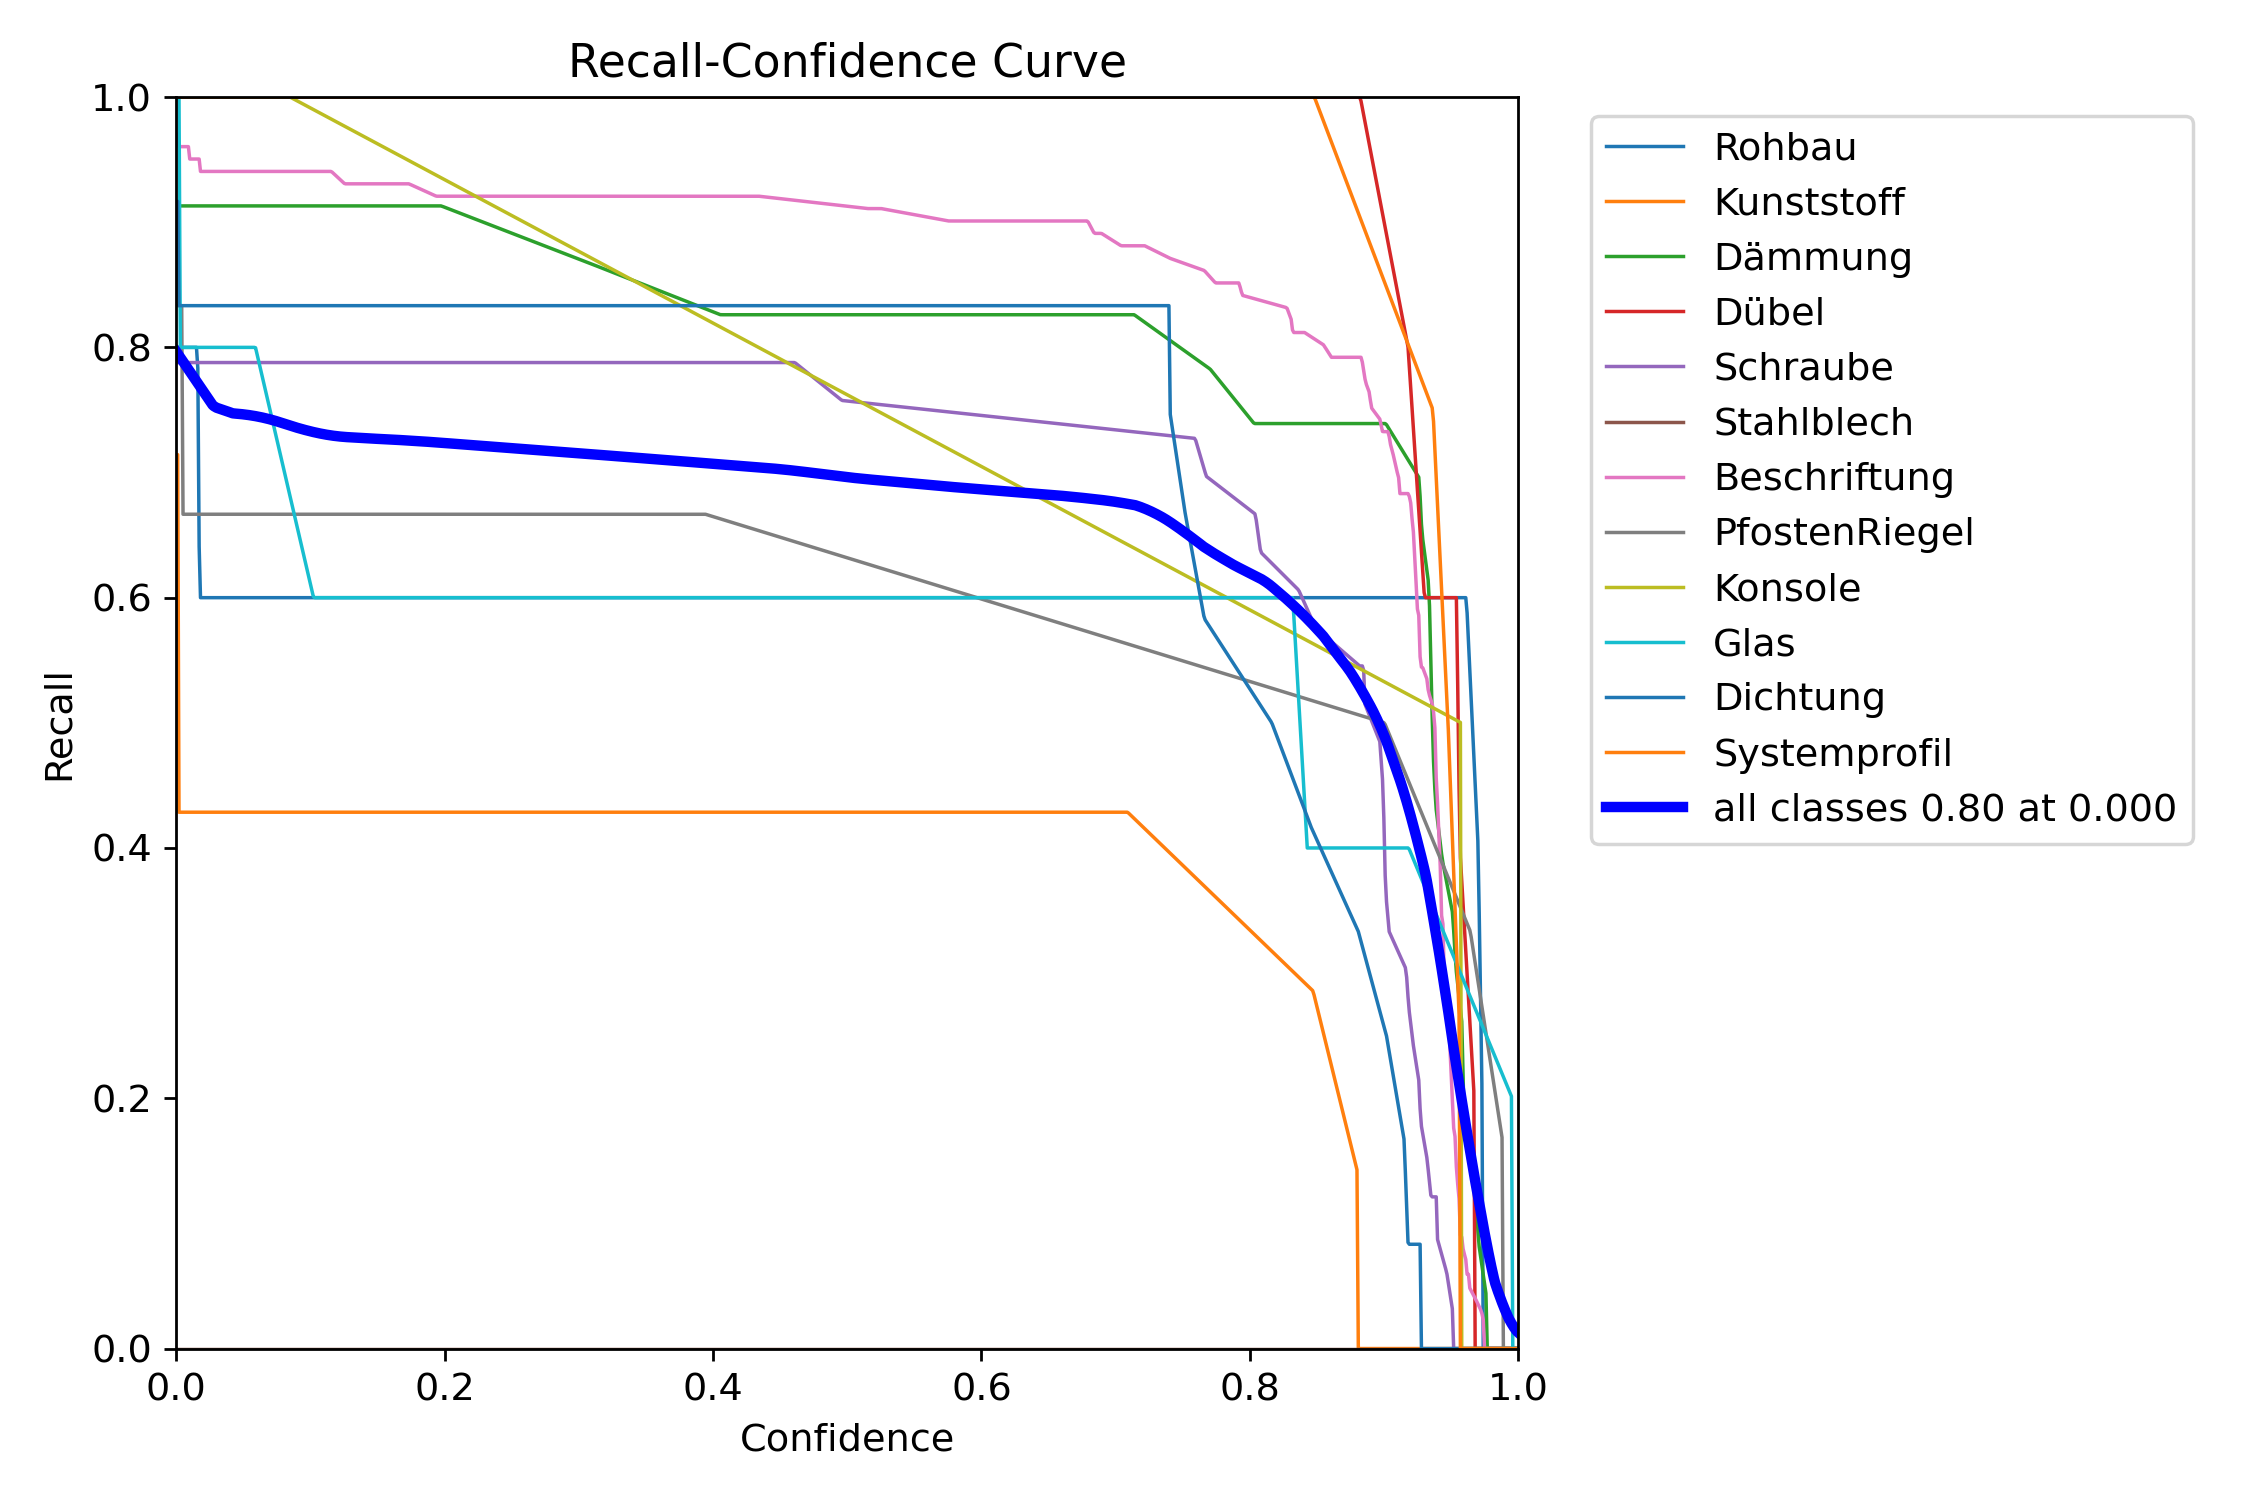 Recall-Confidence Curve
1.0
0.8
0.6
0.4
0.2
0.0
Recall
0.0 0.2 0.4 0.6 0.8 1.0
Confidence
Rohbau
Kunststoff
Dämmung
Dübel
Schraube
Stahlblech
Beschriftung
PfostenRiegel
Konsole
Glas
Dichtung
Systemprofil
all classes 0.80 at 0.000